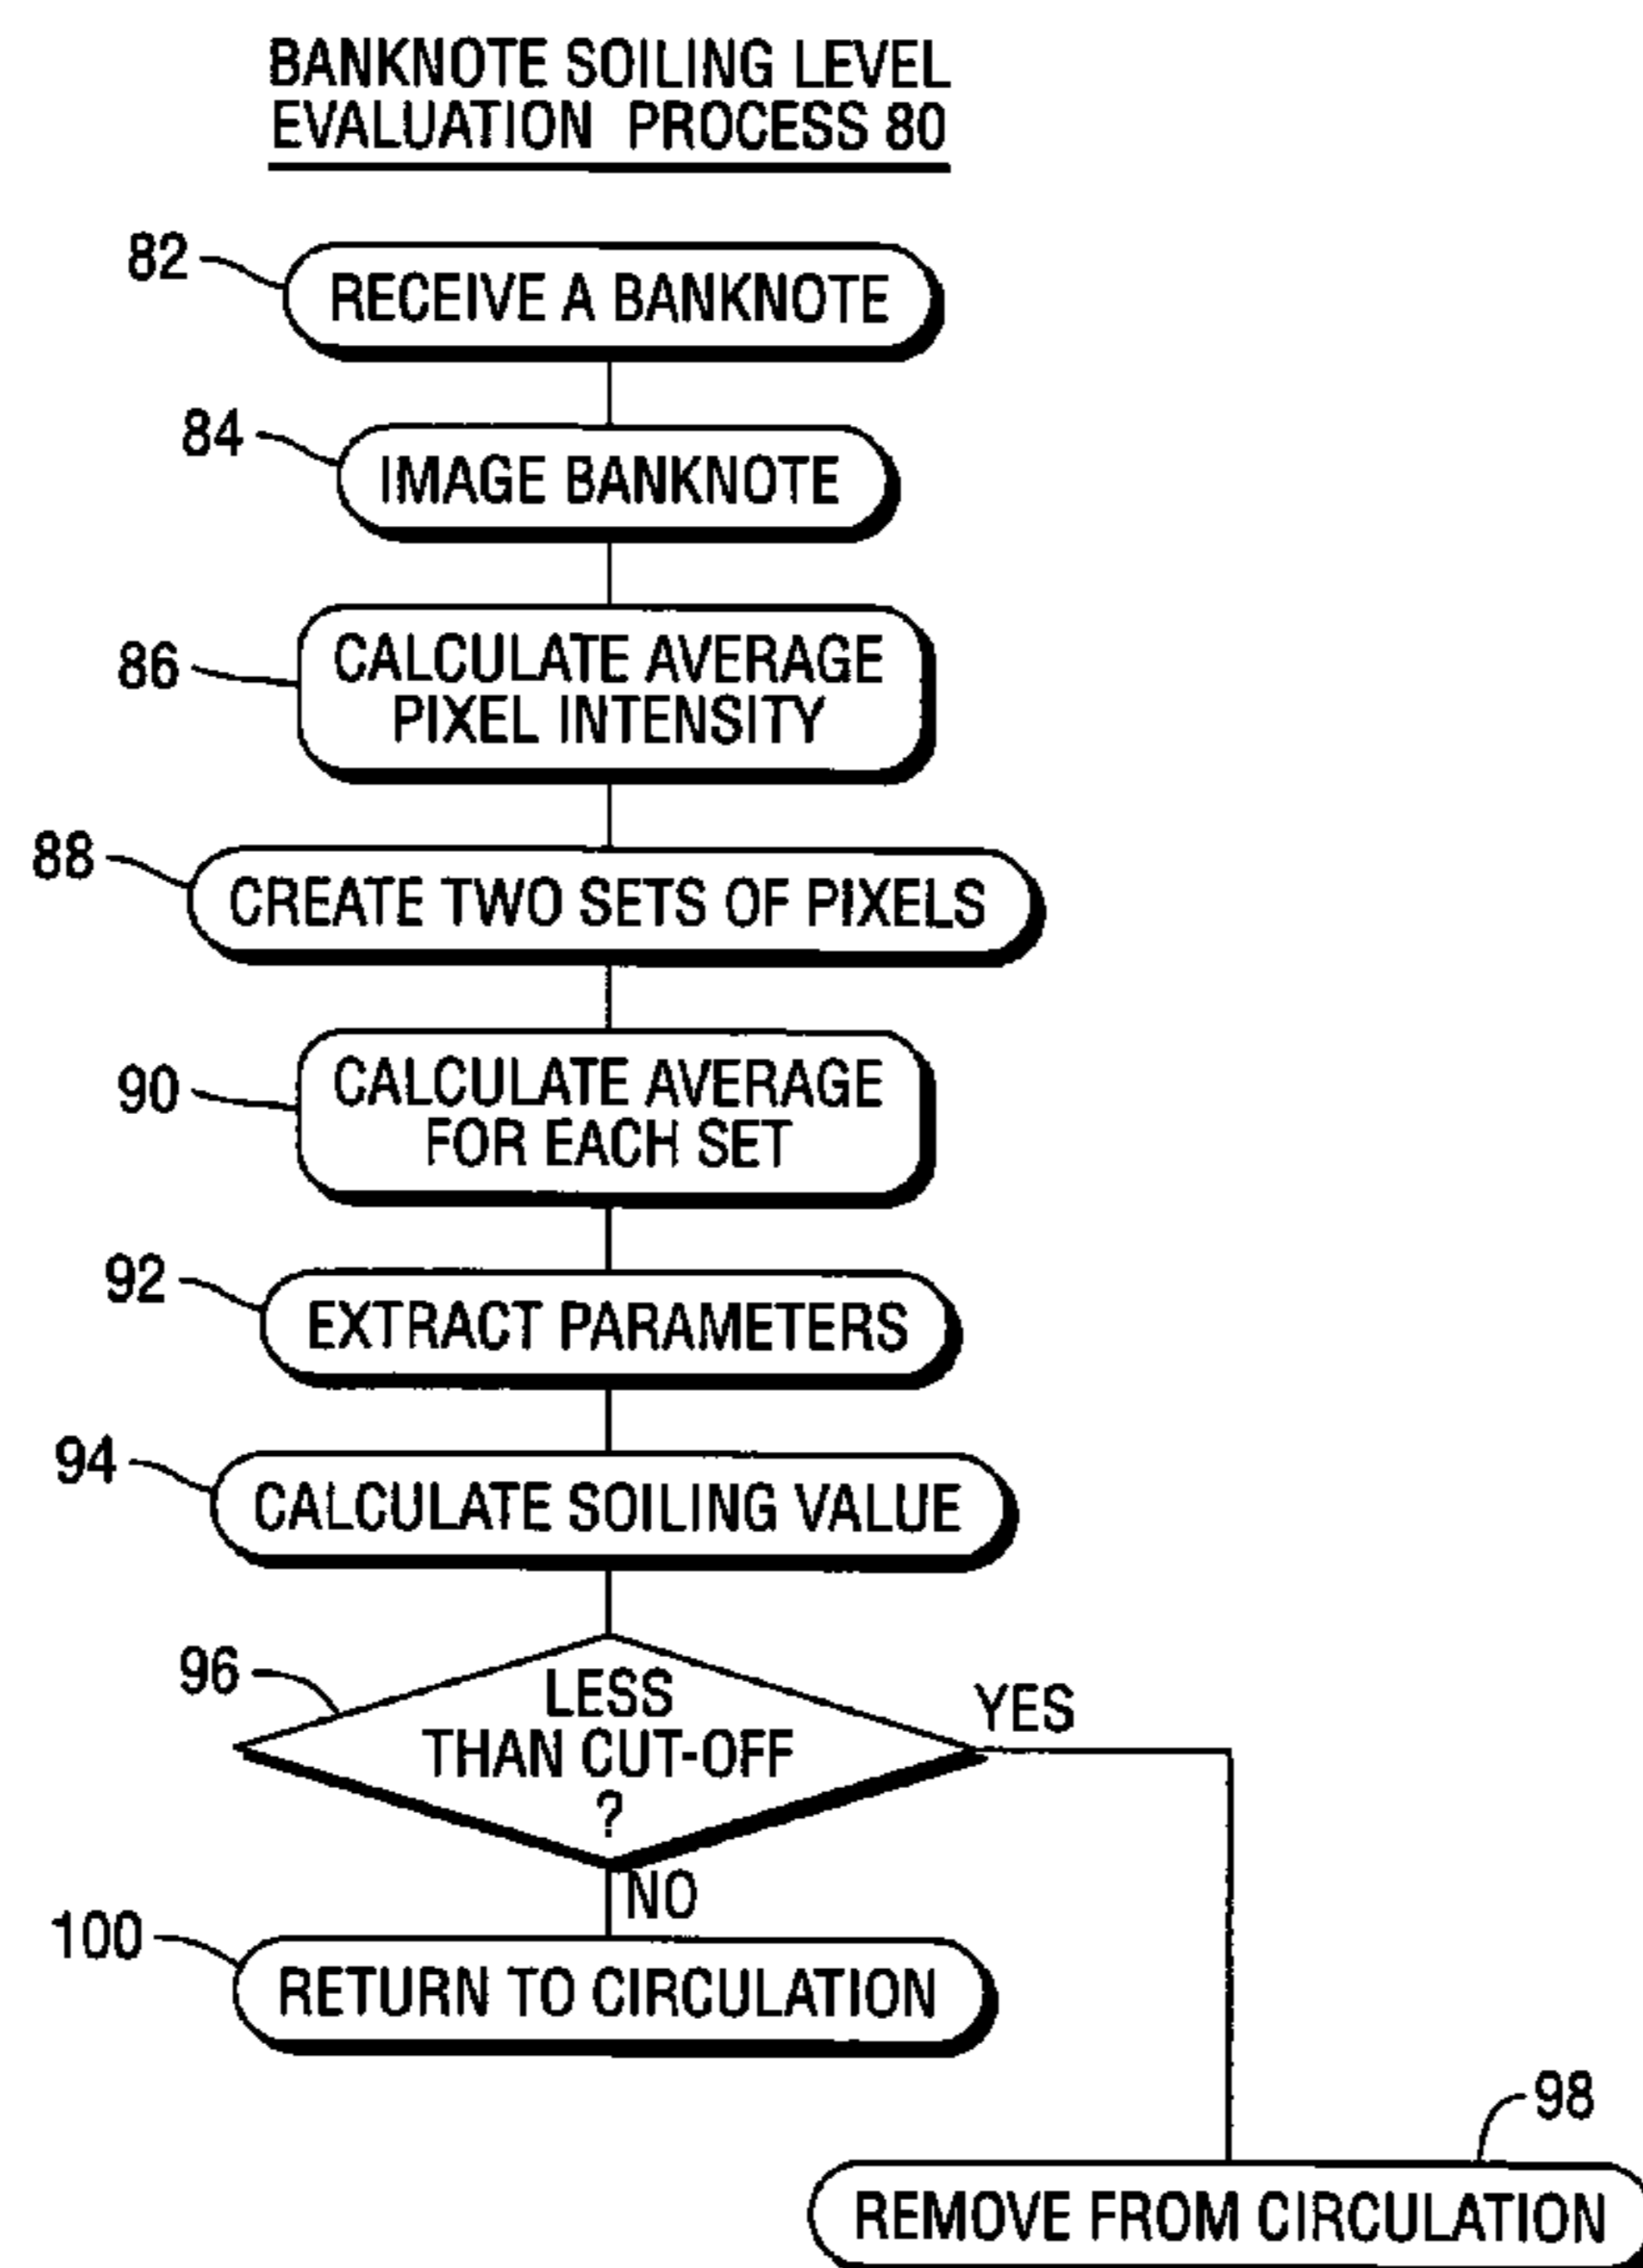 BANKNOTE SOILING LEVEL
EVALUATION PROCESS 80
82
RECEIVE A BANKNOTE
84
IMAGE BANKNOTE
86
CALCULATE AVERAGE
PIXEL INTENSITY
88
CREATE TWO SETS OF PIXELS
90
CALCULATE AVERAGE
FOR EACH SET
92
EXTRACT PARAMETERS
94
CALCULATE SOILING VALUE
96
LESS
THAN CUT-OFF
?
YES
NO
100
RETURN TO CIRCULATION
98
REMOVE FROM CIRCULATION